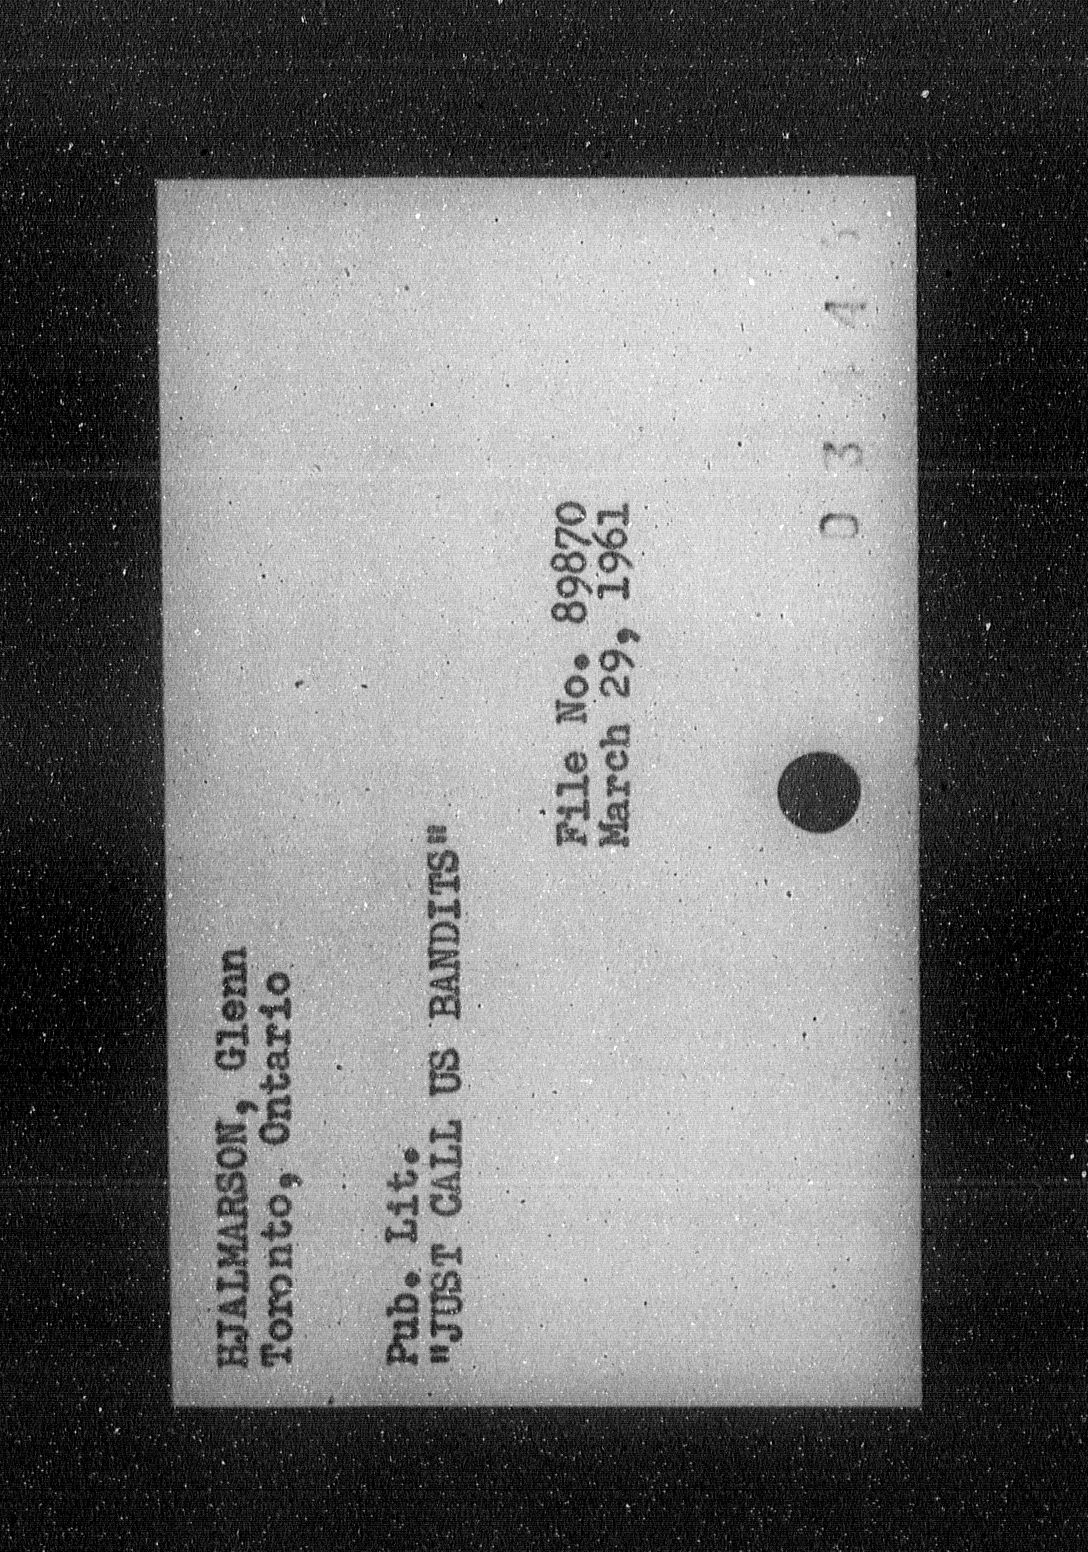 HJALMARSON, Glenn
Toronto, Ontario
Pub. Lit.
"JUST CALL US BANDITS"
File No. 89870
March 29, 1961